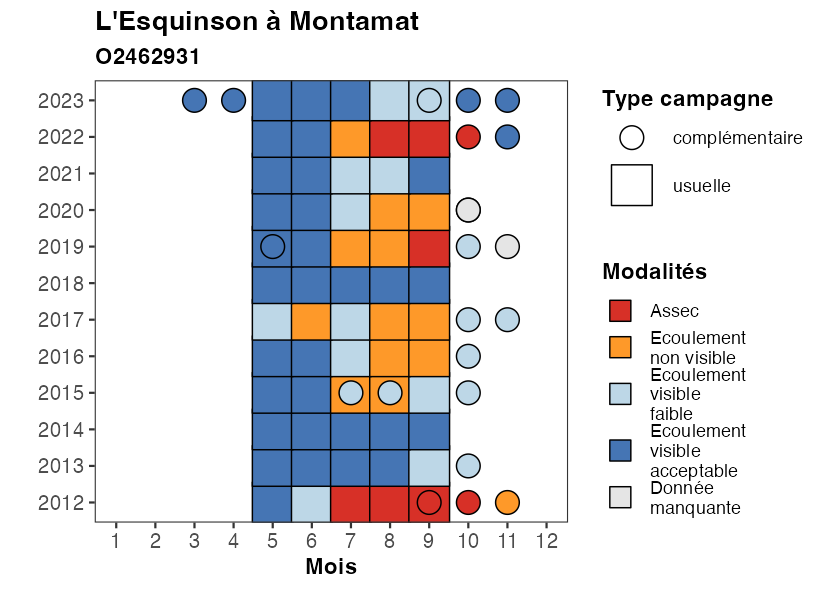 L'Esquinson à Montamat
O2462931
2023
2022
2021
2020
2019
2018
2017
2016
2015
2014
2013
2012
1 2 3 4 5 6 7 8 9 10 11 12
Mois
Type campagne
complémentaire
usuelle
Modalités
Assec
Ecoulement
non visible
Ecoulement
visible
faible
Ecoulement
visible
acceptable
Donnée
manquante